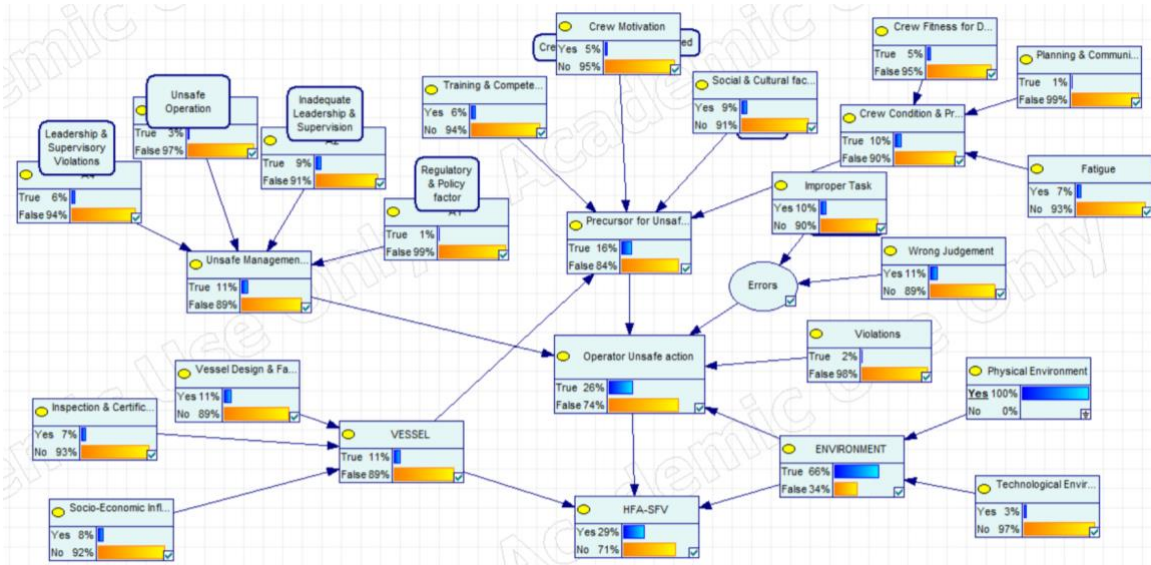 Crew Motivation
Yes 5%
No 95%
Cre
ed
Crew Fitness for D...
True 5%
False 95%
Planning & Communi...
True 1%
False 99%
Training & Compete...
Yes 6%
No 94%
Social & Cultural fac...
Yes 9%
No 91%
Crew Condition & Pr...
True 10%
False 90%
Fatigue
Yes 7%
No 93%
Unsafe
Operation
True 3%
False 97%
Inadequate
Leadership &
Supervision
A2
True 9%
False 91%
Leadership &
Supervisory
Violations
A4
True 6%
False 94%
Regulatory
& Policy
factor
A1
True 1%
False 99%
Improper Task
Yes 10%
No 90%
Precursor for Unsaf...
True 16%
False 84%
Wrong Judgement
Yes 11%
No 89%
Unsafe Managemen...
True 11%
False 89%
Errors
Violations
True 2%
False 98%
Operator Unsafe action
True 26%
False 74%
Physical Environment
Yes 100%
No 0%
Vessel Design & Fa...
Yes 11%
No 89%
Inspection & Certific...
Yes 7%
No 93%
VESSEL
True 11%
False 89%
ENVIRONMENT
True 66%
False 34%
Technological Envir...
Yes 3%
No 97%
Socio-Economic Infl...
Yes 8%
No 92%
HFA-SFV
Yes 29%
No 71%
Academic Use Only